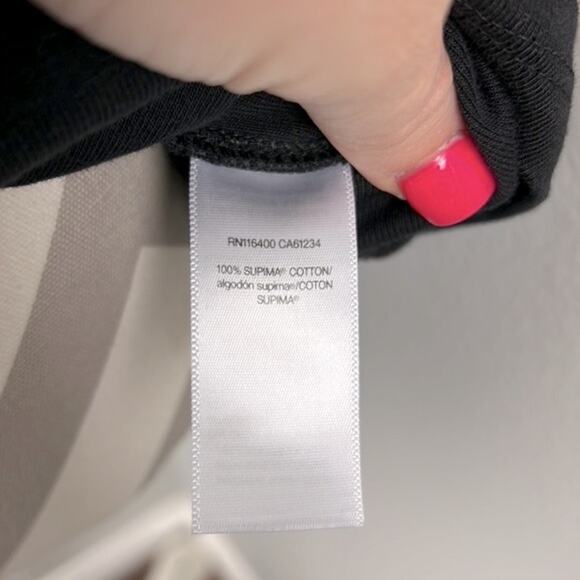 RN116400 CA61234
100% SUPIMA® COTTON/
algodón supima®/COTON
SUPIMA®